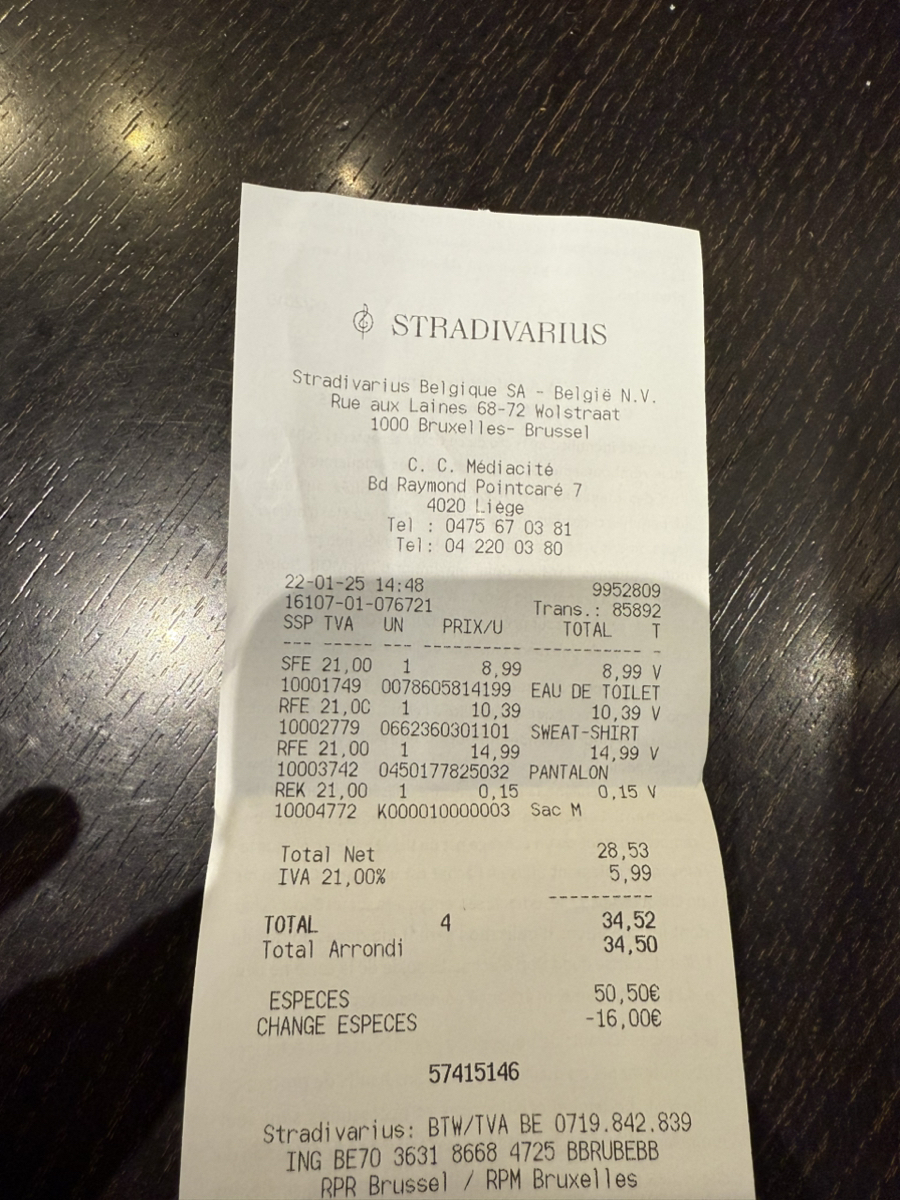 STRADIVARIUS
Stradivarius Belgique SA - België N.V.
Rue aux Laines 68-72 Wolstraat
1000 Bruxelles- Brussel
C. C. Médiacité
Bd Raymond Pointcaré 7
4020 Liège
Tel : 0475 67 03 81
Tel: 04 220 03 80
22-01-25 14:48 9952809
16107-01-076721 Trans.: 85892
SSP TVA UN PRIX/U TOTAL T
--- --- --- ---------- ----------- -
SFE 21,00 1 8,99 8,99 V
10001749 0078605814199 EAU DE TOILET
RFE 21,00 1 10,39 10,39 V
10002779 0662360301101 SWEAT-SHIRT
RFE 21,00 1 14,99 14,99 V
10003742 0450177825032 PANTALON
REK 21,00 1 0,15 0,15 V
10004772 K000010000003 Sac M
Total Net 28,53
IVA 21,00% 5,99
----------
TOTAL 4 34,52
Total Arrondi 34,50
ESPECES 50,50€
CHANGE ESPECES -16,00€
57415146
Stradivarius: BTW/TVA BE 0719.842.839
ING BE70 3631 8668 4725 BBRUBEBB
RPR Brussel / RPM Bruxelles